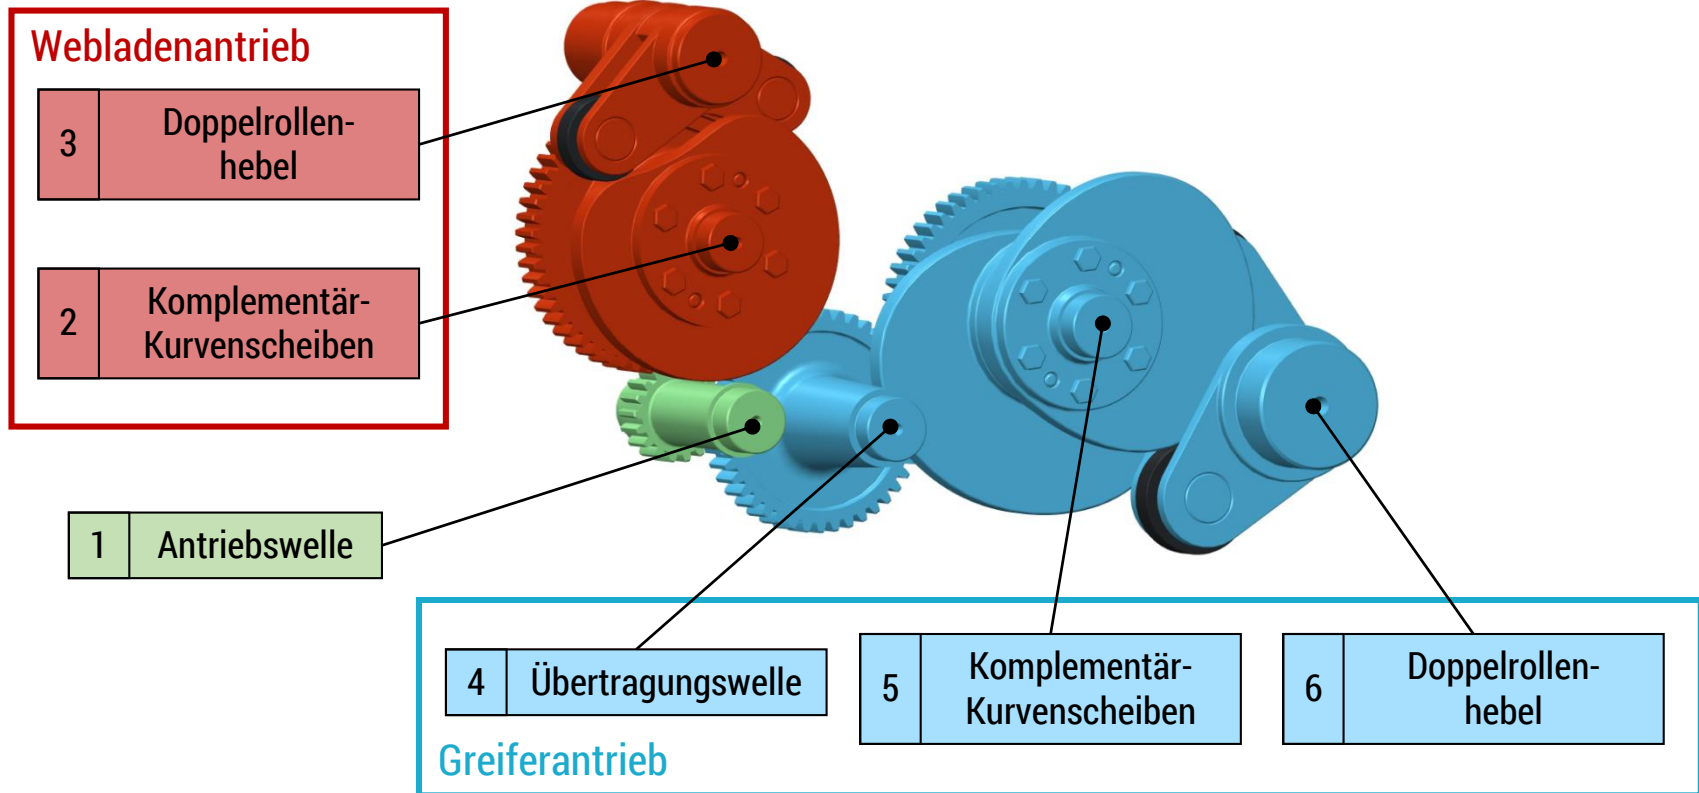 Webladenantrieb
3
Doppelrollen-
hebel
2
Komplementär-
Kurvenscheiben
1
Antriebswelle
4
Übertragungswelle
5
Komplementär-
Kurvenscheiben
6
Doppelrollen-
hebel
Greiferantrieb